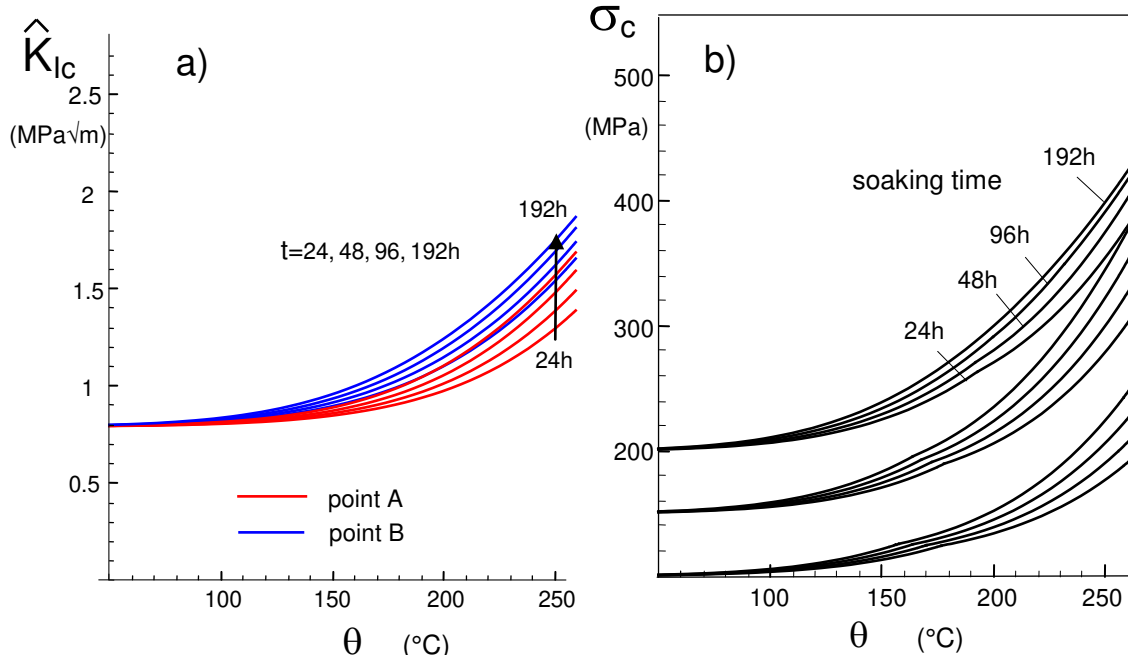 K̂Ic
a)
2.5
(MPa√m)
2
192h
t=24, 48, 96, 192h
1.5
24h
1
0.5
point A
point B
100
150
200
250
θ (°C)
σc
b)
500
(MPa)
192h
soaking time
400
96h
48h
300
24h
200
100
150
200
250
θ (°C)